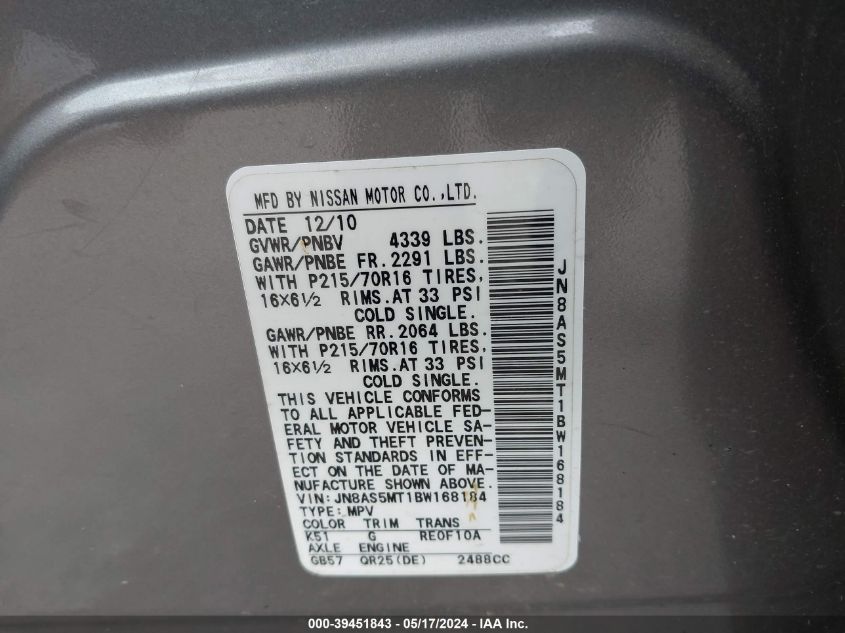 MFD BY NISSAN MOTOR CO.,LTD.
DATE 12/10
GVWR/PNBV 4339 LBS.
GAWR/PNBE FR.2291 LBS.
WITH P215/70R16 TIRES,
16X6½ RIMS.AT 33 PSI
COLD SINGLE.
GAWR/PNBE RR.2064 LBS.
WITH P215/70R16 TIRES,
16X6½ RIMS.AT 33 PSI
COLD SINGLE.
THIS VEHICLE CONFORMS
TO ALL APPLICABLE FED-
ERAL MOTOR VEHICLE SA-
FETY AND THEFT PREVEN-
TION STANDARDS IN EFF-
ECT ON THE DATE OF MA-
NUFACTURE SHOWN ABOVE.
VIN: JN8AS5MT1BW168184
TYPE: MPV
COLOR TRIM TRANS
K51 G RE0F10A
AXLE ENGINE
GB57 QR25(DE) 2488CC
JN8AS5MT1BW168184
000-39451843 - 05/17/2024 - IAA Inc.